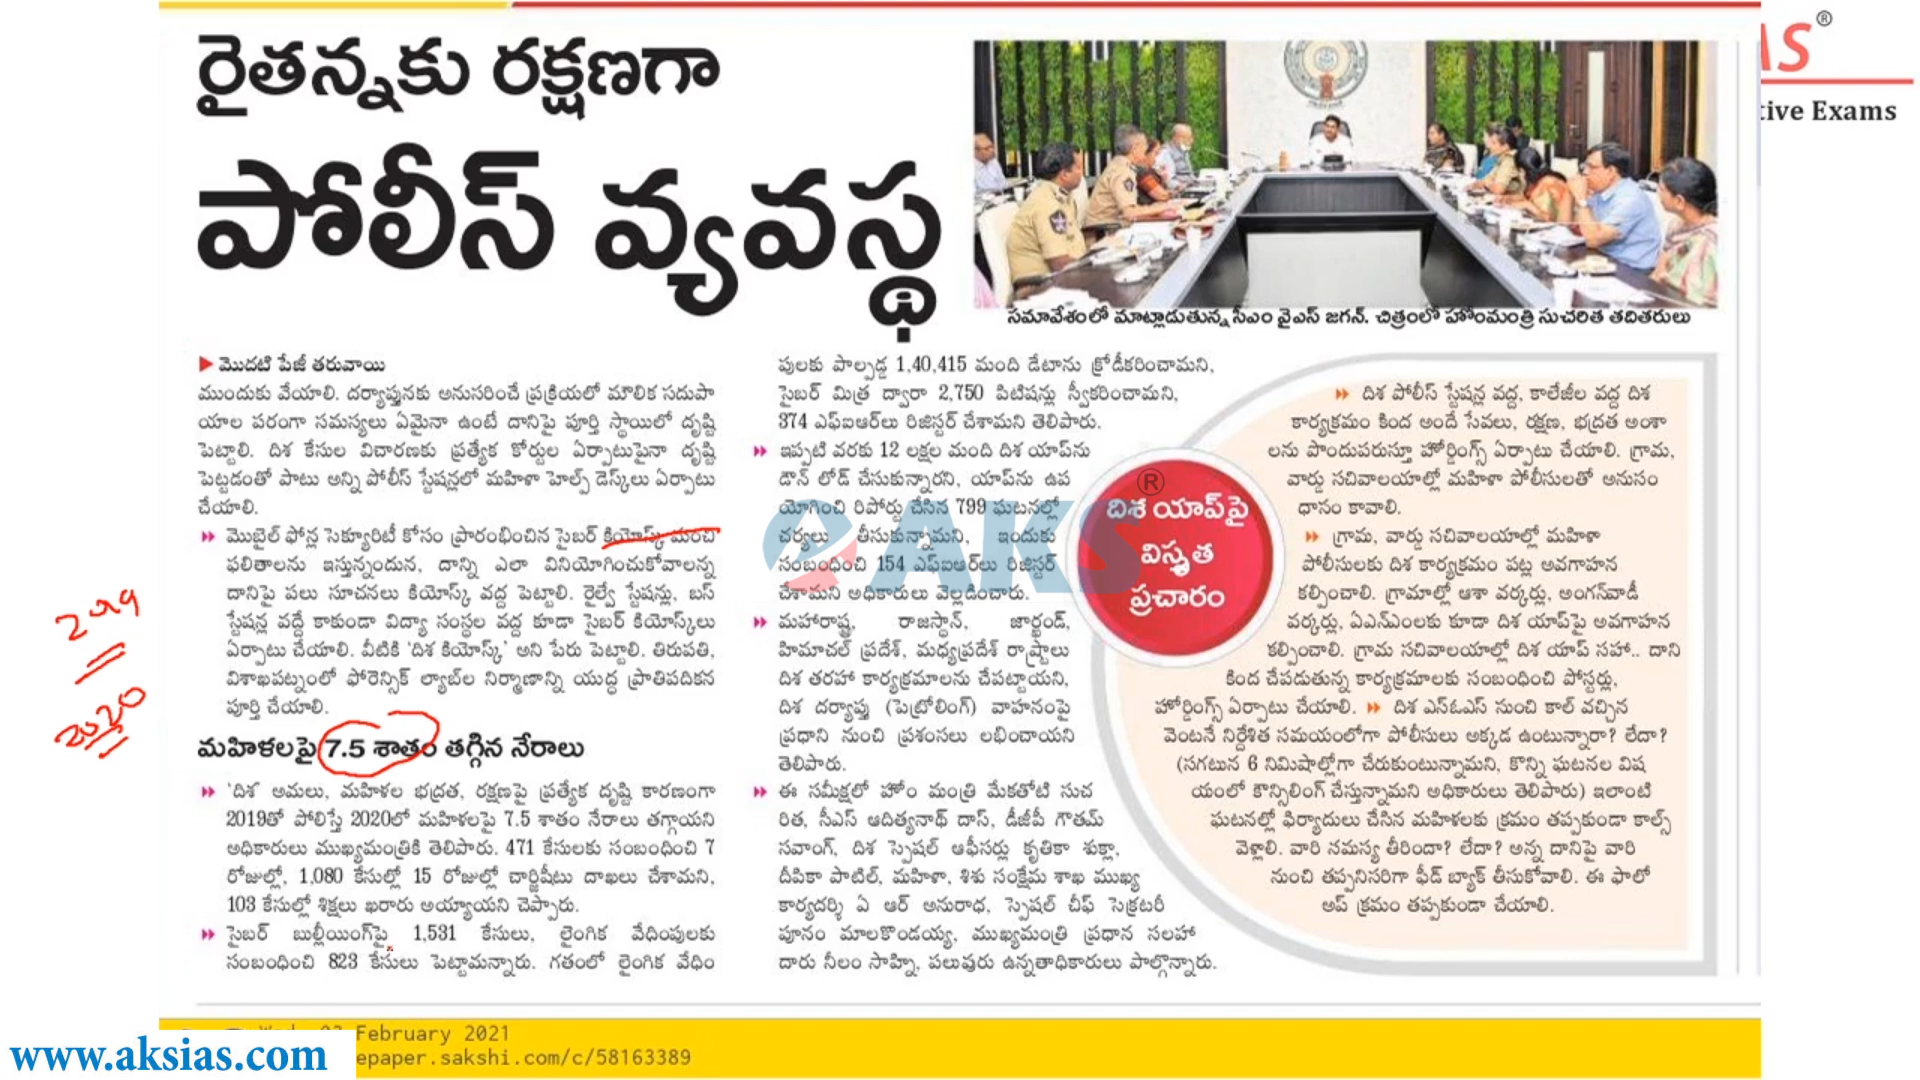 రైతన్నకు రక్షణగా
పోలీస్ వ్యవస్థ
సమావేశంలో మాట్లాడుతున్న సీఎం వైఎస్ జగన్. చిత్రంలో హోంమంత్రి సుచరిత తదితరులు
AS ®
tive Exams
మొదటి పేజీ తరువాయి
ముందుకు వేయాలి. దర్యాప్తునకు అనుసరించే ప్రక్రియలో మౌలిక సదుపా
యాల పరంగా సమస్యలు ఏమైనా ఉంటే దానిపై పూర్తి స్థాయిలో దృష్టి
పెట్టాలి. దిశ కేసుల విచారణకు ప్రత్యేక కోర్టుల ఏర్పాటుపైనా దృష్టి
పెట్టడంతో పాటు అన్ని పోలీస్ స్టేషన్లలో మహిళా హెల్ప్ డెస్క్‌లు ఏర్పాటు
చేయాలి.
మొబైల్ ఫోన్ల సెక్యూరిటీ కోసం ప్రారంభించిన సైబర్ కియోస్క్ మంచి
ఫలితాలను ఇస్తున్నందున, దాన్ని ఎలా వినియోగించుకోవాలన్న
దానిపై పలు సూచనలు కియోస్క్ వద్ద పెట్టాలి. రైల్వే స్టేషన్లు, బస్
స్టేషన్ల వద్దే కాకుండా విద్యా సంస్థల వద్ద కూడా సైబర్ కియోస్క్‌లు
ఏర్పాటు చేయాలి. వీటికి 'దిశ కియోస్క్' అని పేరు పెట్టాలి. తిరుపతి,
విశాఖపట్నంలో ఫోరెన్సిక్ ల్యాబ్‌ల నిర్మాణాన్ని యుద్ధ ప్రాతిపదికన
పూర్తి చేయాలి.
2019
2020
మహిళలపై 7.5 శాతం తగ్గిన నేరాలు
'దిశ' అమలు, మహిళల భద్రత, రక్షణపై ప్రత్యేక దృష్టి కారణంగా
2019తో పోలిస్తే 2020లో మహిళలపై 7.5 శాతం నేరాలు తగ్గాయని
అధికారులు ముఖ్యమంత్రికి తెలిపారు. 471 కేసులకు సంబంధించి 7
రోజుల్లో, 1,080 కేసుల్లో 15 రోజుల్లో చార్జిషీటు దాఖలు చేశామని,
103 కేసుల్లో శిక్షలు ఖరారు అయ్యాయని చెప్పారు.
సైబర్ బుల్లీయింగ్‌పై 1,531 కేసులు, లైంగిక వేధింపులకు
సంబంధించి 823 కేసులు పెట్టామన్నారు. గతంలో లైంగిక వేధిం
పులకు పాల్పడ్డ 1,40,415 మంది డేటాను క్రోడీకరించామని,
సైబర్ మిత్ర ద్వారా 2,750 పిటిషన్లు స్వీకరించామని,
374 ఎఫ్ఐఆర్‌లు రిజిస్టర్ చేశామని తెలిపారు.
ఇప్పటి వరకు 12 లక్షల మంది దిశ యాప్‌ను
డౌన్ లోడ్ చేసుకున్నారని, యాప్‌ను ఉప
యోగించి రిపోర్టు చేసిన 799 ఘటనల్లో
చర్యలు తీసుకున్నామని, ఇందుకు
సంబంధించి 154 ఎఫ్ఐఆర్‌లు రిజిస్టర్
చేశామని అధికారులు వెల్లడించారు.
మహారాష్ట్ర, రాజస్థాన్, జార్ఖండ్,
హిమాచల్ ప్రదేశ్, మధ్యప్రదేశ్ రాష్ట్రాలు
దిశ తరహా కార్యక్రమాలను చేపట్టాయని,
దిశ దర్యాప్తు (పెట్రోలింగ్) వాహనంపై
ప్రధాని నుంచి ప్రశంసలు లభించాయని
తెలిపారు.
ఈ సమీక్షలో హోం మంత్రి మేకతోటి సుచ
రిత, సీఎస్ ఆదిత్యనాథ్ దాస్, డీజీపీ గౌతమ్
సవాంగ్, దిశ స్పెషల్ ఆఫీసర్లు కృతికా శుక్లా,
దీపికా పాటిల్, మహిళా, శిశు సంక్షేమ శాఖ ముఖ్య
కార్యదర్శి ఏ ఆర్ అనురాధ, స్పెషల్ చీఫ్ సెక్రటరీ
పూనం మాలకొండయ్య, ముఖ్యమంత్రి ప్రధాన సలహా
దారు నీలం సాహ్ని, పలువురు ఉన్నతాధికారులు పాల్గొన్నారు.
e AKS ®
దిశ యాప్‌పై
విస్తృత
ప్రచారం
దిశ పోలీస్ స్టేషన్ల వద్ద, కాలేజీల వద్ద దిశ
కార్యక్రమం కింద అందే సేవలు, రక్షణ, భద్రత అంశా
లను పొందుపరుస్తూ హోర్డింగ్స్ ఏర్పాటు చేయాలి. గ్రామ,
వార్డు సచివాలయాల్లో మహిళా పోలీసులతో అనుసం
ధానం కావాలి.
గ్రామ, వార్డు సచివాలయాల్లో మహిళా
పోలీసులకు దిశ కార్యక్రమం పట్ల అవగాహన
కల్పించాలి. గ్రామాల్లో ఆశా వర్కర్లు, అంగన్‌వాడీ
వర్కర్లు, ఏఎన్ఎంలకు కూడా దిశ యాప్‌పై అవగాహన
కల్పించాలి. గ్రామ సచివాలయాల్లో దిశ యాప్ సహా.. దాని
కింద చేపడుతున్న కార్యక్రమాలకు సంబంధించి పోస్టర్లు,
హోర్డింగ్స్ ఏర్పాటు చేయాలి. దిశ ఎస్ఓఎస్ నుంచి కాల్ వచ్చిన
వెంటనే నిర్దేశిత సమయంలోగా పోలీసులు అక్కడ ఉంటున్నారా? లేదా?
(సగటున 6 నిమిషాల్లోగా చేరుకుంటున్నామని, కొన్ని ఘటనల విష
యంలో కౌన్సిలింగ్ చేస్తున్నామని అధికారులు తెలిపారు) ఇలాంటి
ఘటనల్లో ఫిర్యాదులు చేసిన మహిళలకు క్రమం తప్పకుండా కాల్స్
వెళ్లాలి. వారి సమస్య తీరిందా? లేదా? అన్న దానిపై వారి
నుంచి తప్పనిసరిగా ఫీడ్ బ్యాక్ తీసుకోవాలి. ఈ ఫాలో
అప్ క్రమం తప్పకుండా చేయాలి.
February 2021
epaper.sakshi.com/c/58163389
www.aksias.com